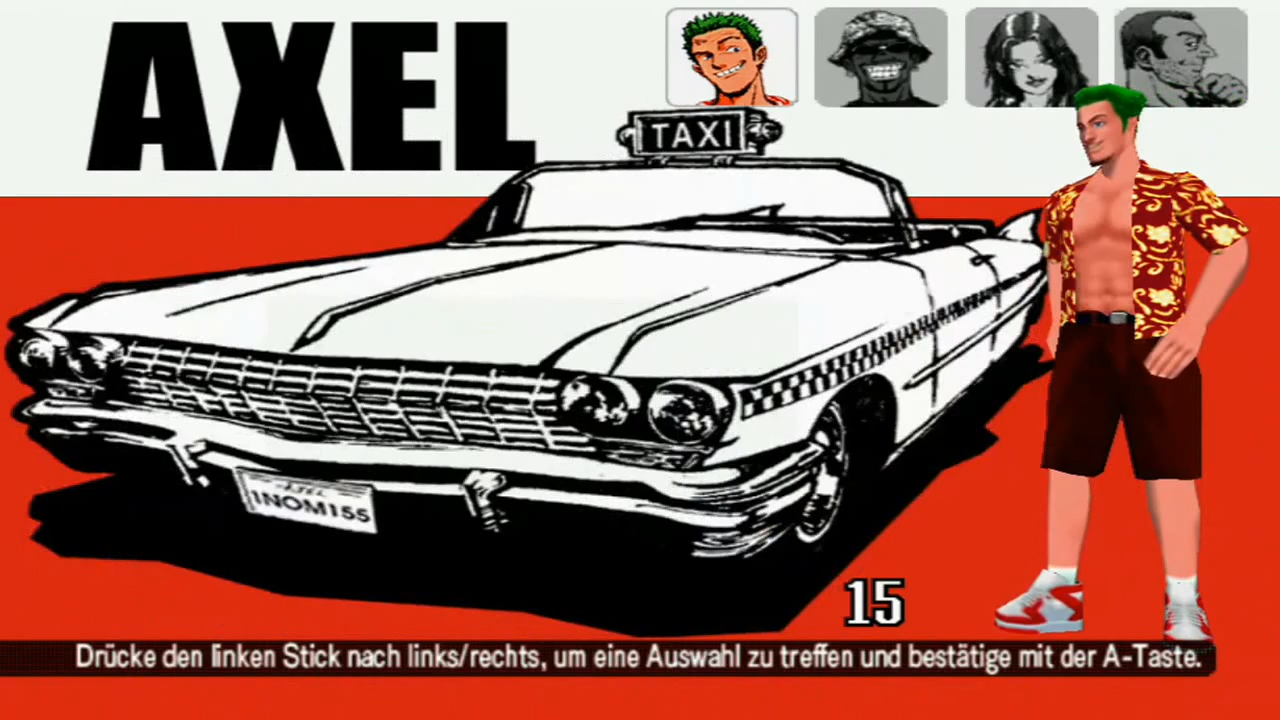 AXEL
TAXI
1NOM155
15
Drücke den linken Stick nach links/rechts, um eine Auswahl zu treffen und bestätige mit der A-Taste.